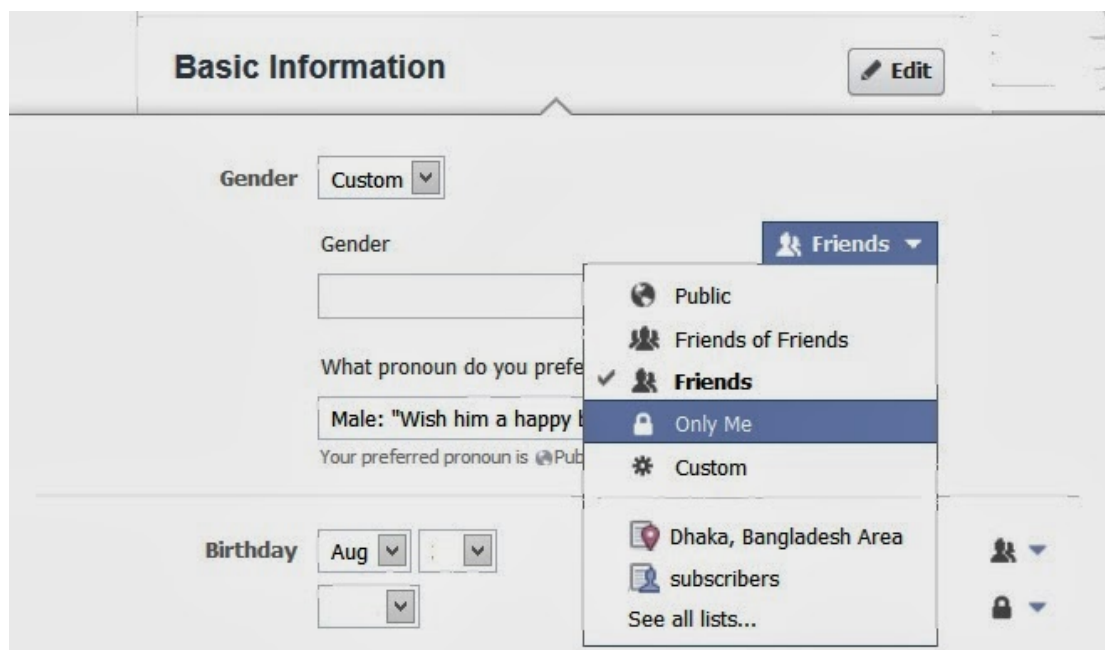 Basic Information
Edit
Gender Custom
Gender
Friends
Public
Friends of Friends
What pronoun do you prefe
Friends
Male: "Wish him a happy b
Only Me
Your preferred pronoun is Pub
Custom
Birthday Aug
Dhaka, Bangladesh Area
subscribers
See all lists...